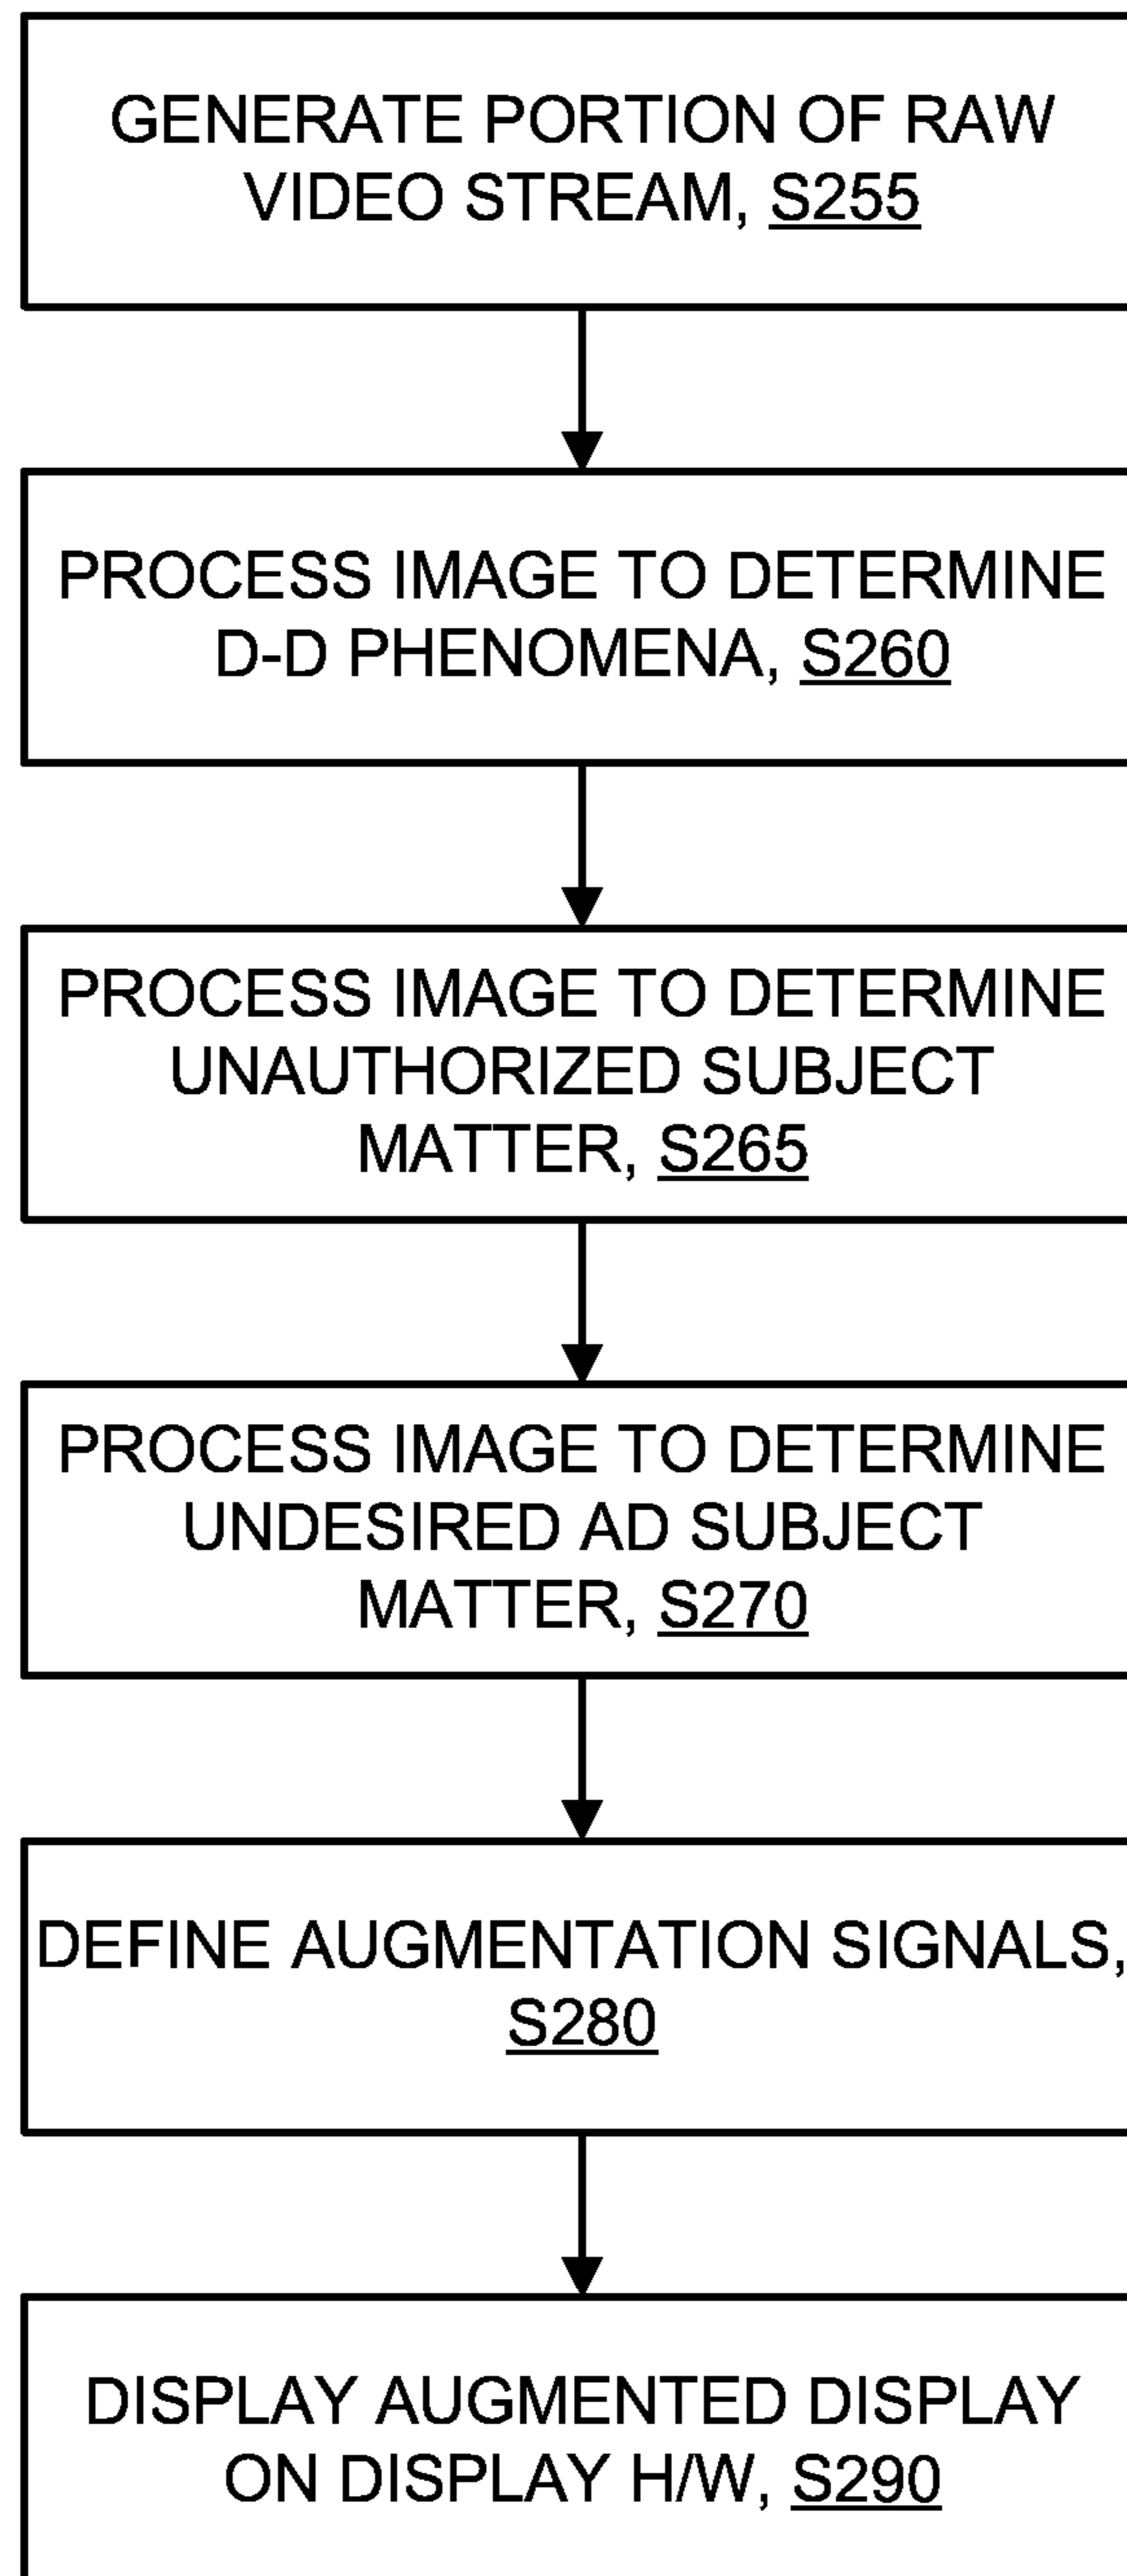 GENERATE PORTION OF RAW
VIDEO STREAM, S255
PROCESS IMAGE TO DETERMINE
D-D PHENOMENA, S260
PROCESS IMAGE TO DETERMINE
UNAUTHORIZED SUBJECT
MATTER, S265
PROCESS IMAGE TO DETERMINE
UNDESIRED AD SUBJECT
MATTER, S270
DEFINE AUGMENTATION SIGNALS,
S280
DISPLAY AUGMENTED DISPLAY
ON DISPLAY H/W, S290